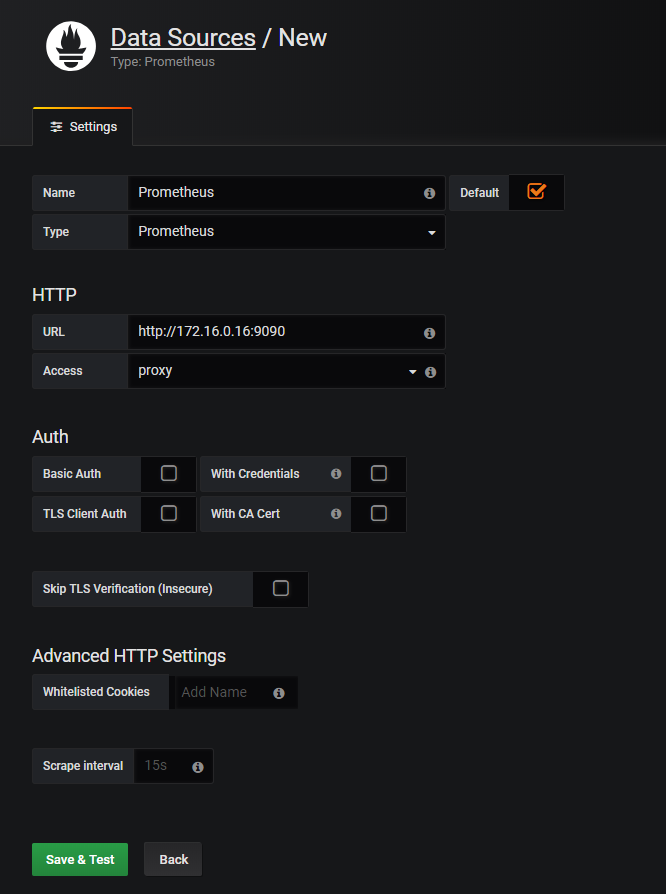 Data Sources / New
Type: Prometheus
Settings
Name Prometheus Default
Type Prometheus
HTTP
URL http://172.16.0.16:9090
Access proxy
Auth
Basic Auth With Credentials
TLS Client Auth With CA Cert
Skip TLS Verification (Insecure)
Advanced HTTP Settings
Whitelisted Cookies Add Name
Scrape interval 15s
Save & Test Back